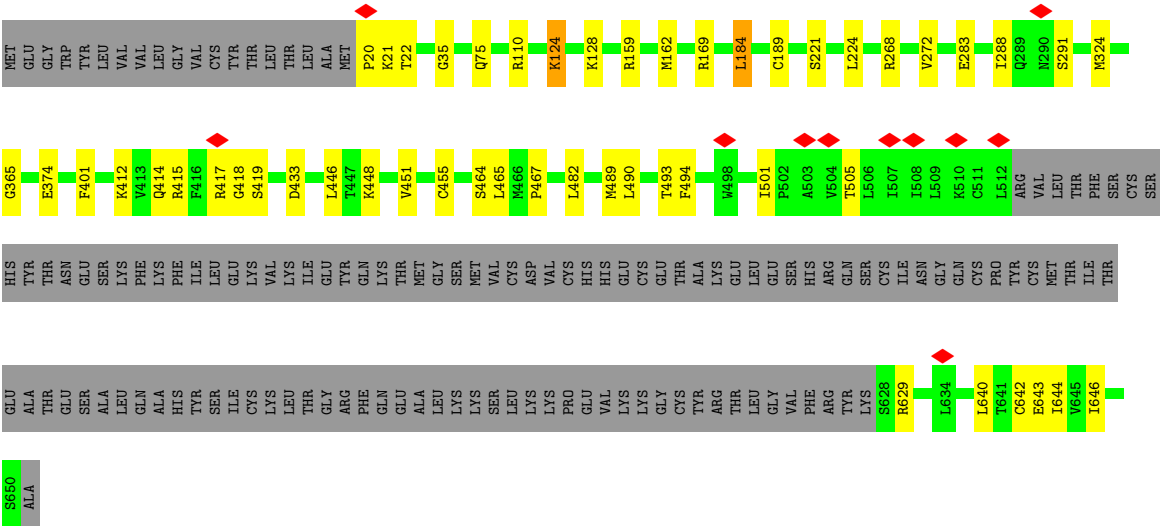 MET GLU GLY TRP TYR LEU VAL VAL LEU GLY VAL CYS TYR THR LEU THR LEU ALA MET P20 K21 T22 G35 Q75 R110 K124 K128 R159 M162 R169 L184 C189 S221 L224 R268 V272 E283 I288 Q289 N290 S291 M324
G365 E374 F401 K412 V413 Q414 R415 F416 R417 G418 S419 D433 L446 T447 K448 V451 C455 S464 L465 M466 P467 L482 M489 L490 T493 F494 W498 I501 P502 A503 V504 T505 L506 I507 I508 L509 K510 C511 L512 ARG VAL LEU THR PHE SER CYS SER
HIS TYR THR ASN GLU SER LYS PHE LYS PHE ILE LEU GLU LYS VAL LYS ILE GLU TYR GLN LYS THR MET GLY SER MET VAL CYS ASP VAL CYS HIS HIS GLU CYS GLU THR ALA LYS GLU LEU GLU SER HIS ARG GLN SER CYS ILE ASN GLY GLN CYS PRO TYR CYS MET THR ILE THR
GLU ALA THR GLU SER ALA LEU GLN ALA HIS TYR SER ILE CYS LYS LEU THR GLY ARG PHE GLN GLU ALA LEU LYS LYS SER LEU LYS LYS PRO GLU VAL LYS LYS GLY CYS TYR ARG THR LEU GLY VAL PHE ARG TYR LYS S628 R629 L634 L640 T641 C642 E643 I644 V645 I646
S650 ALA